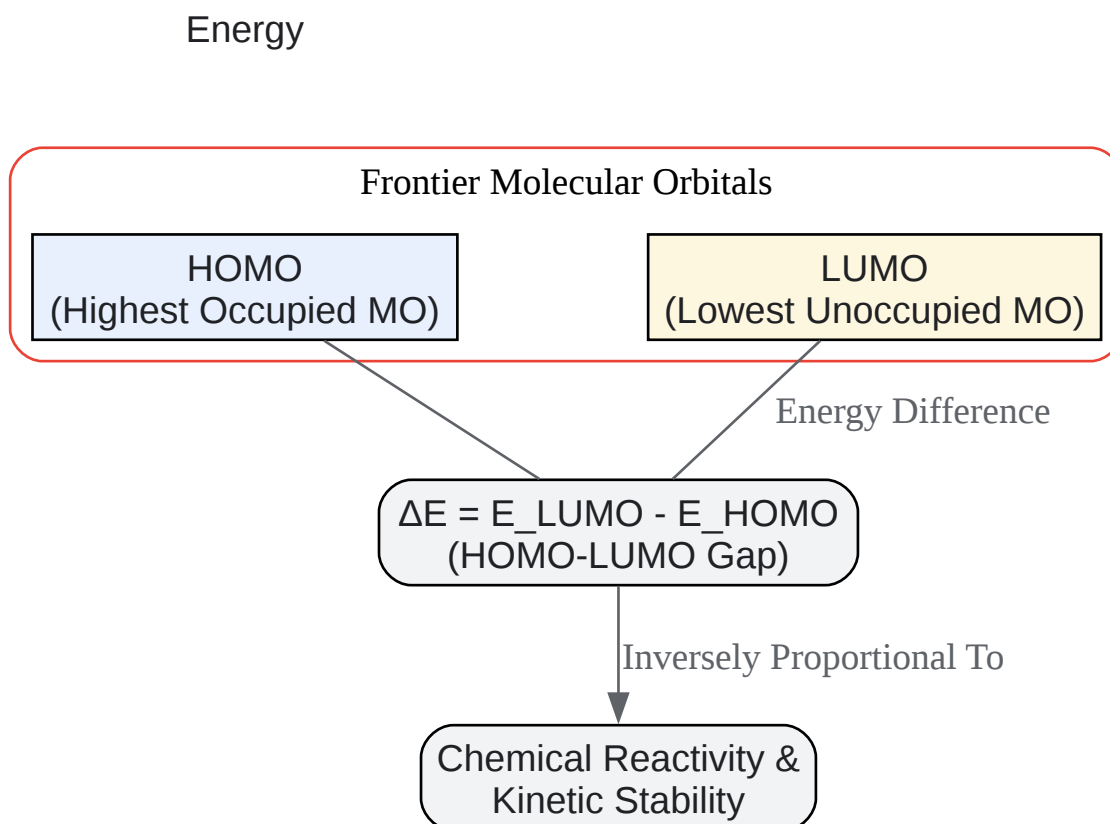 Energy
Frontier Molecular Orbitals
HOMO
(Highest Occupied MO)
LUMO
(Lowest Unoccupied MO)
Energy Difference
ΔE = E_LUMO - E_HOMO
(HOMO-LUMO Gap)
Inversely Proportional To
Chemical Reactivity &
Kinetic Stability